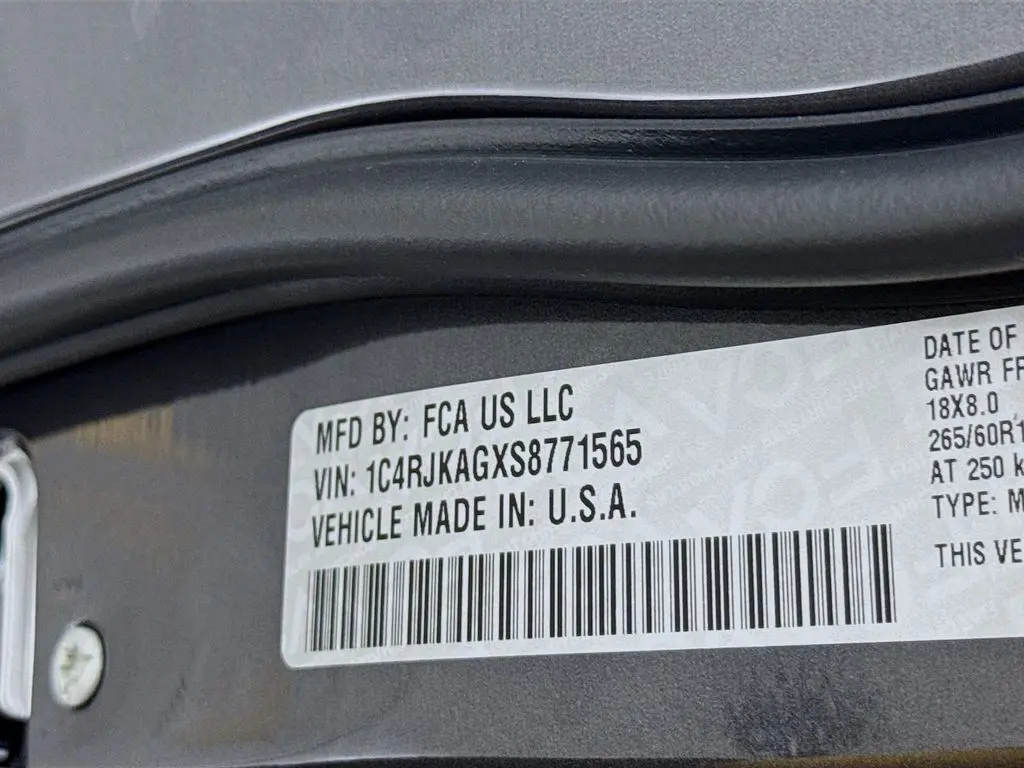 MFD BY: FCA US LLC
VIN: 1C4RJKAGXS8771565
VEHICLE MADE IN: U.S.A.
DATE OF
GAWR FR
18X8.0
265/60R1
AT 250 k
TYPE: M
THIS VE